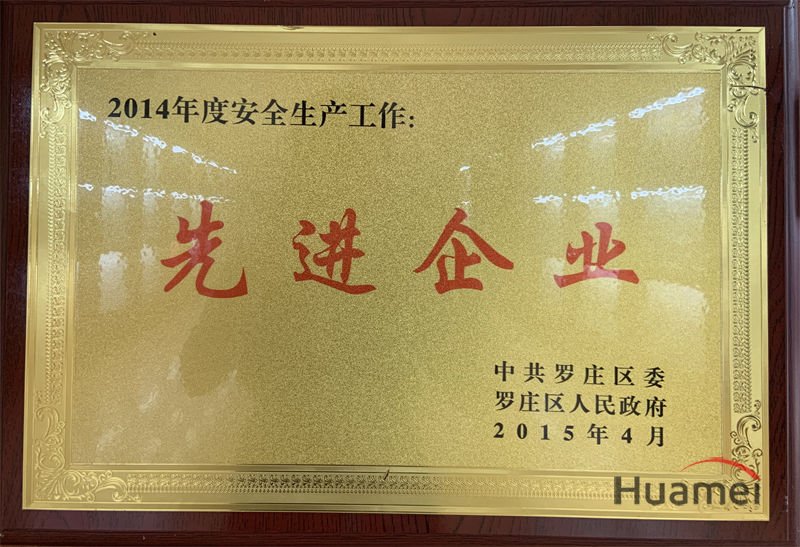 2014年度安全生产工作:
先进企业
中共罗庄区委
罗庄区人民政府
2015年4月
Huamei